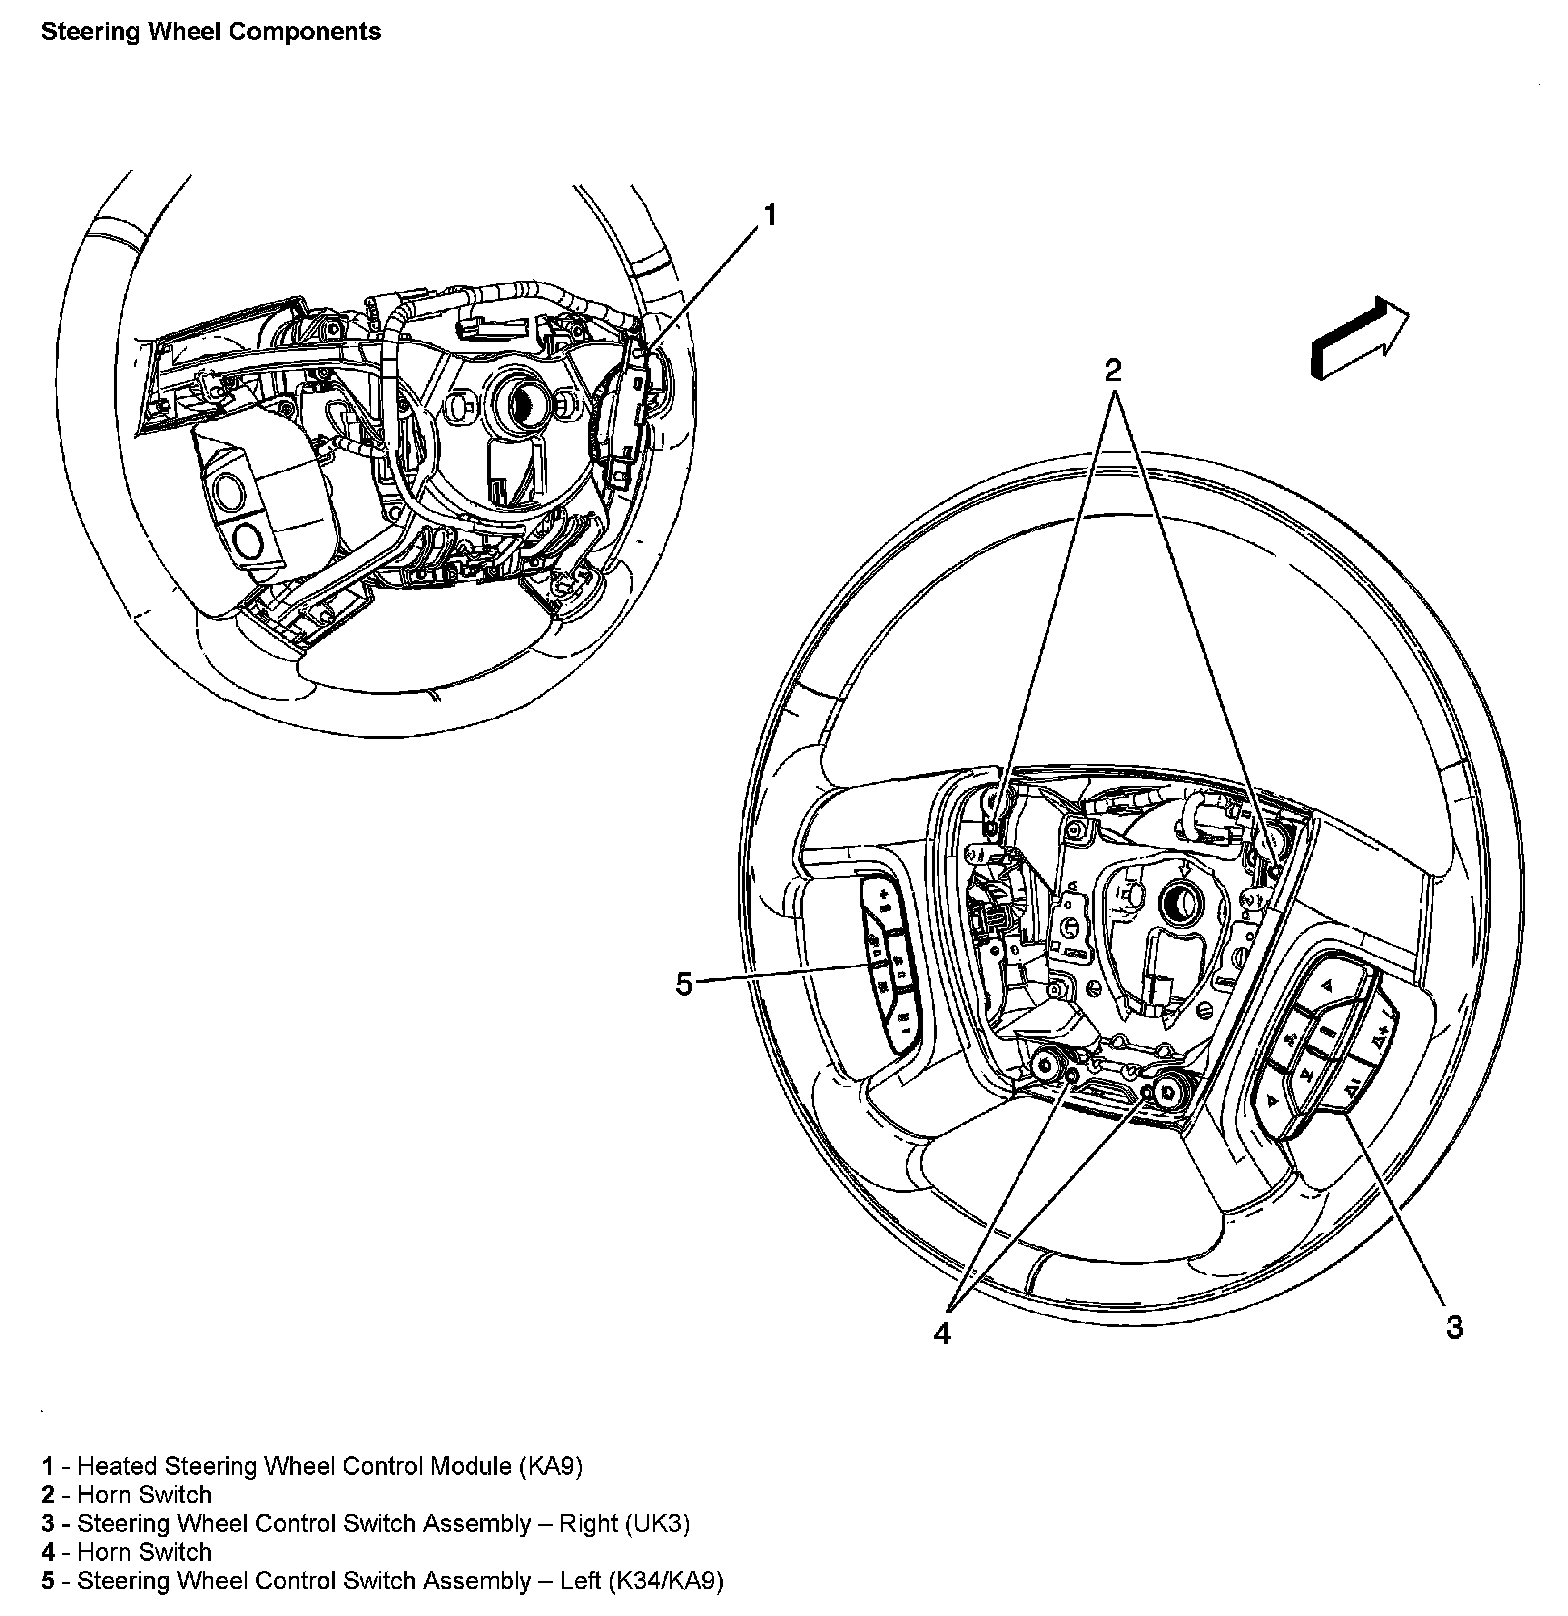 Steering Wheel Components
1
2
5
4
3
1 - Heated Steering Wheel Control Module (KA9)
2 - Horn Switch
3 - Steering Wheel Control Switch Assembly – Right (UK3)
4 - Horn Switch
5 - Steering Wheel Control Switch Assembly – Left (K34/KA9)